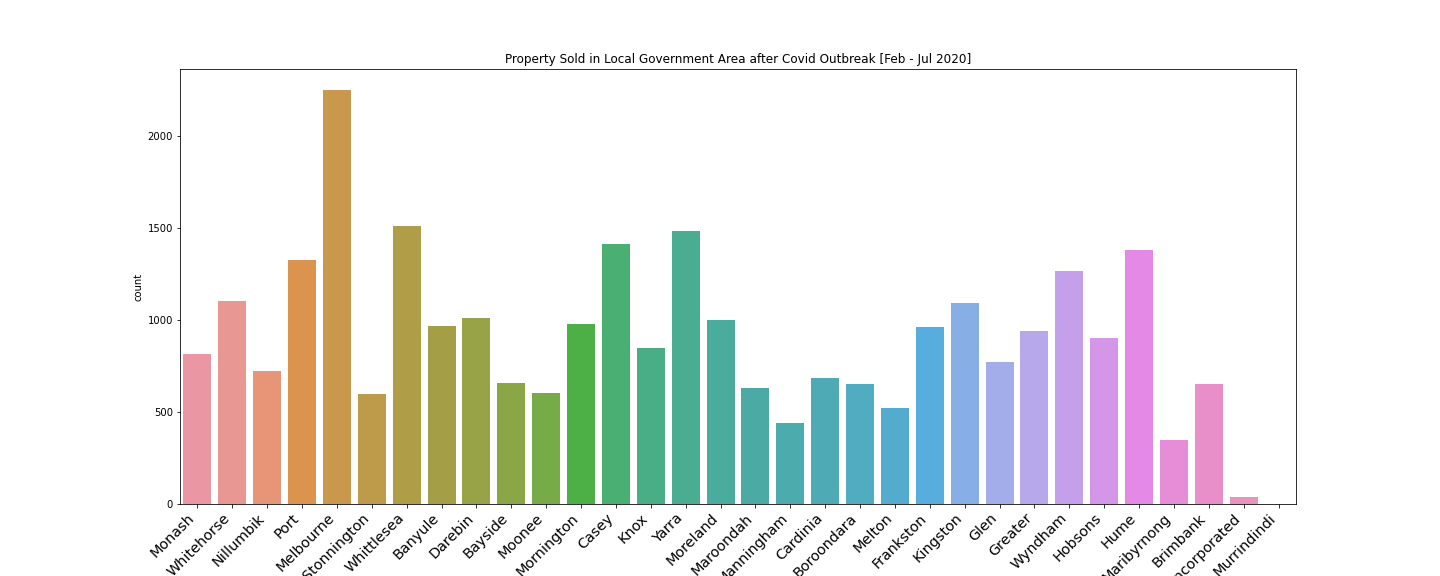 Property Sold in Local Government Area after Covid Outbreak [Feb - Jul 2020]
count
2000
1500
1000
500
0
Monash
Whitehorse
Nillumbik
Port
Melbourne
Stonnington
Whittlesea
Banyule
Darebin
Bayside
Moonee
Mornington
Casey
Knox
Yarra
Moreland
Maroondah
Manningham
Cardinia
Boroondara
Melton
Frankston
Kingston
Glen
Greater
Wyndham
Hobsons
Hume
Maribyrnong
Brimbank
Murrindindi